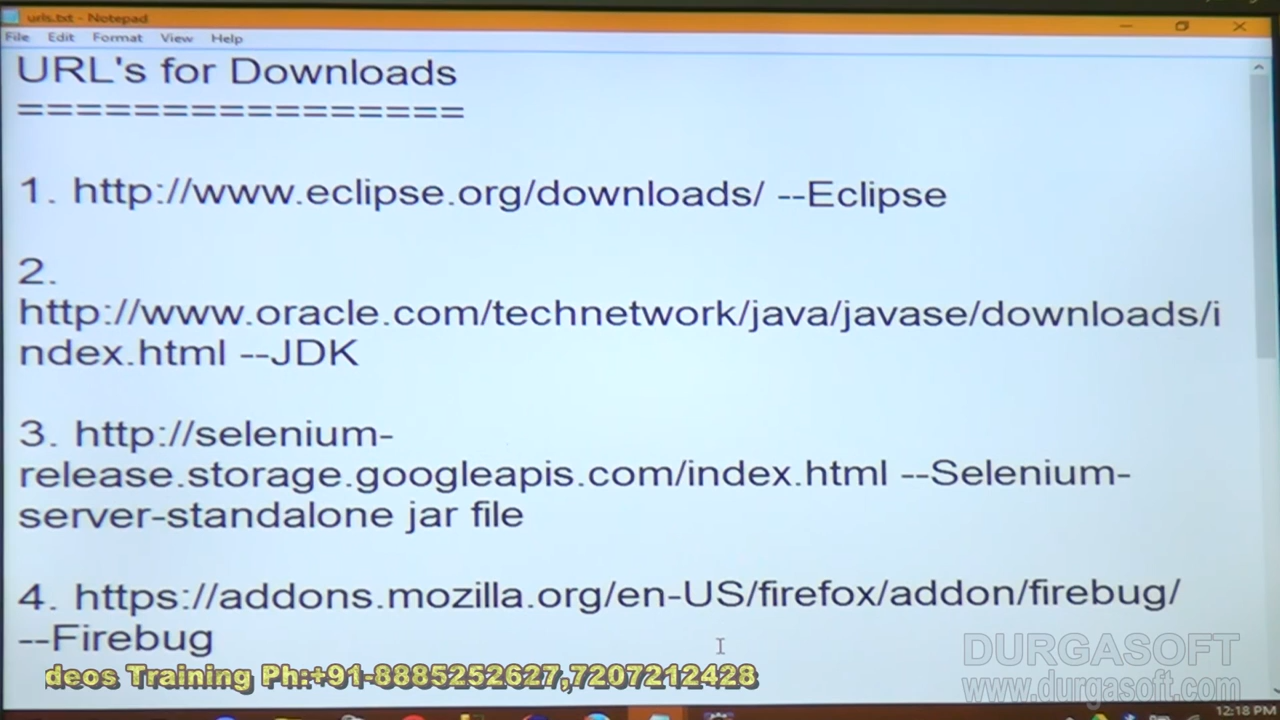 urls.txt - Notepad
File Edit Format View Help
URL's for Downloads
=================
1. http://www.eclipse.org/downloads/ --Eclipse
2.
http://www.oracle.com/technetwork/java/javase/downloads/i
ndex.html --JDK
3. http://selenium-
release.storage.googleapis.com/index.html --Selenium-
server-standalone jar file
4. https://addons.mozilla.org/en-US/firefox/addon/firebug/
--Firebug
deos Training Ph:+91-8885252627,7207212428
DURGASOFT
www.durgasoft.com
12:18 PM